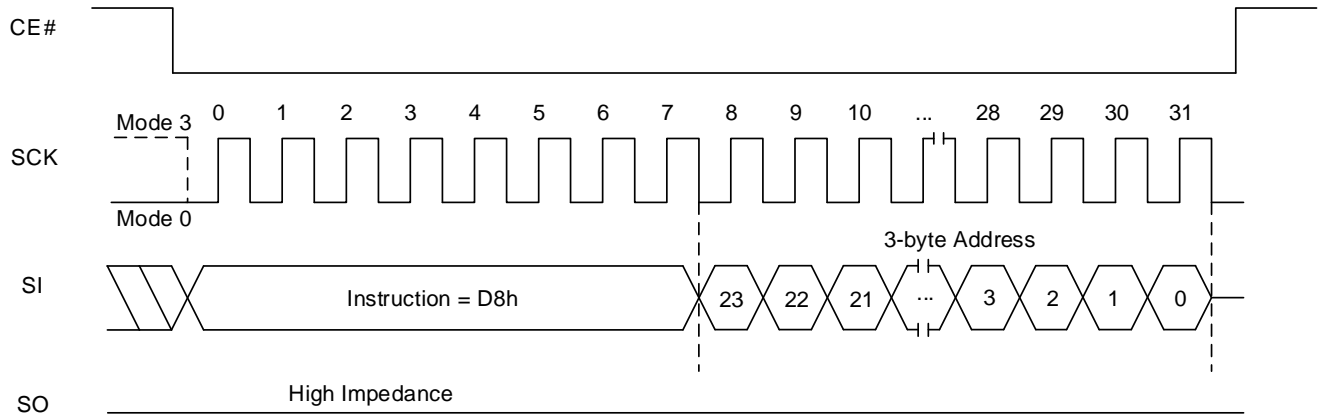 CE#
0 1 2 3 4 5 6 7 8 9 10 ... 28 29 30 31
Mode 3
SCK
Mode 0
3-byte Address
SI
Instruction = D8h
23 22 21 ... 3 2 1 0
High Impedance
SO